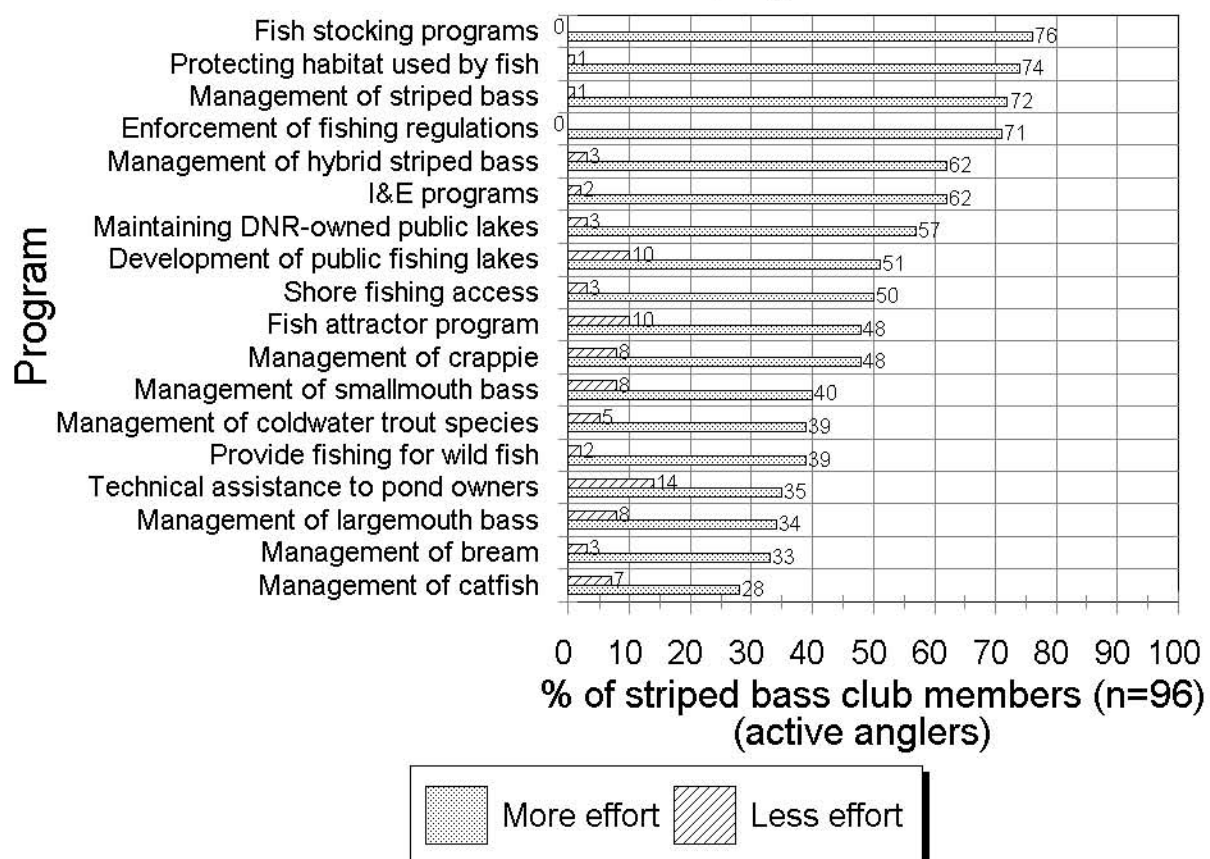 Fish stocking programs 0 76
Protecting habitat used by fish 1 74
Management of striped bass 1 72
Enforcement of fishing regulations 0 71
Management of hybrid striped bass 3 62
I&E programs 2 62
Maintaining DNR-owned public lakes 3 57
Development of public fishing lakes 10 51
Shore fishing access 3 50
Fish attractor program 10 48
Management of crappie 8 48
Management of smallmouth bass 8 40
Management of coldwater trout species 5 39
Provide fishing for wild fish 2 39
Technical assistance to pond owners 14 35
Management of largemouth bass 8 34
Management of bream 3 33
Management of catfish 7 28
Program
0 10 20 30 40 50 60 70 80 90 100
% of striped bass club members (n=96)
(active anglers)
More effort Less effort